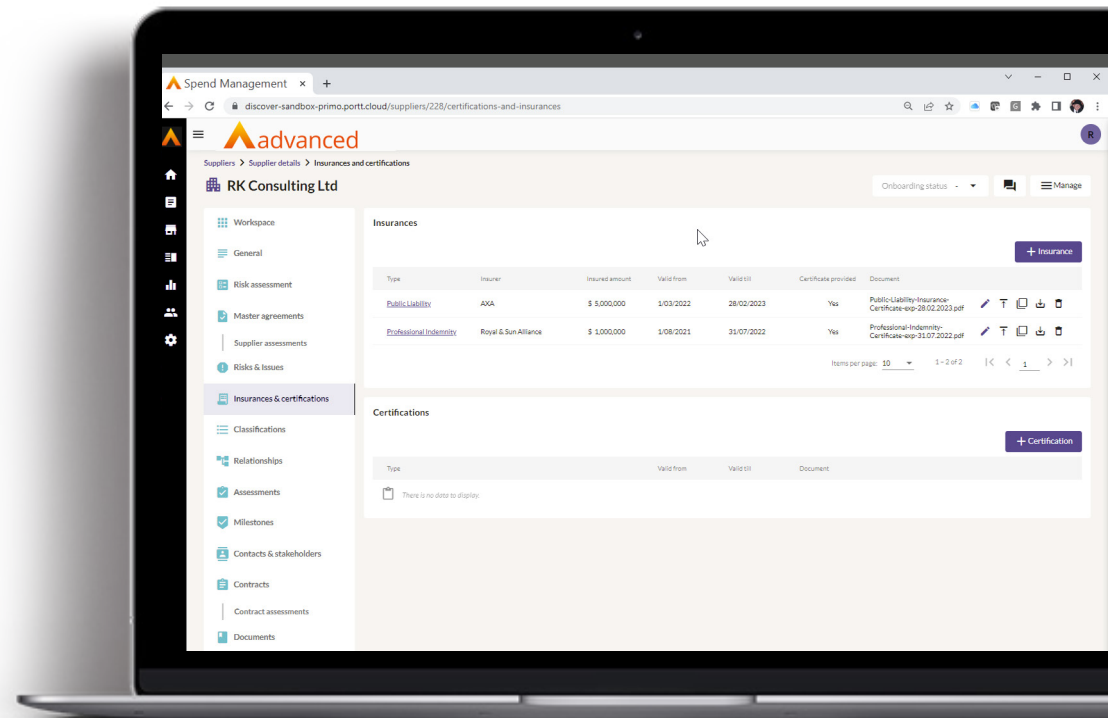 Spend Management × +
discover-sandbox-primo.portt.cloud/suppliers/228/certifications-and-insurances
advanced
R
Suppliers > Supplier details > Insurances and certifications
RK Consulting Ltd
Onboarding status -
Manage
Workspace
General
Risk assessment
Master agreements
Supplier assessments
Risks & Issues
Insurances & certifications
Classifications
Relationships
Assessments
Milestones
Contacts & stakeholders
Contracts
Contract assessments
Documents
Insurances
+ Insurance
Type Insurer Insured amount Valid from Valid till Certificate provided Document
Public Liability AXA $ 5,000,000 1/03/2022 28/02/2023 Yes Public-Liability-Insurance-
Certificate-exp-28.02.2023.pdf
Professional Indemnity Royal & Sun Alliance $ 1,000,000 1/08/2021 31/07/2022 Yes Professional-Indemnity-
Certificate-exp-31.07.2022.pdf
Items per page: 10 1 – 2 of 2 |< < 1 > >|
Certifications
+ Certification
Type Valid from Valid till Document
There is no data to display.